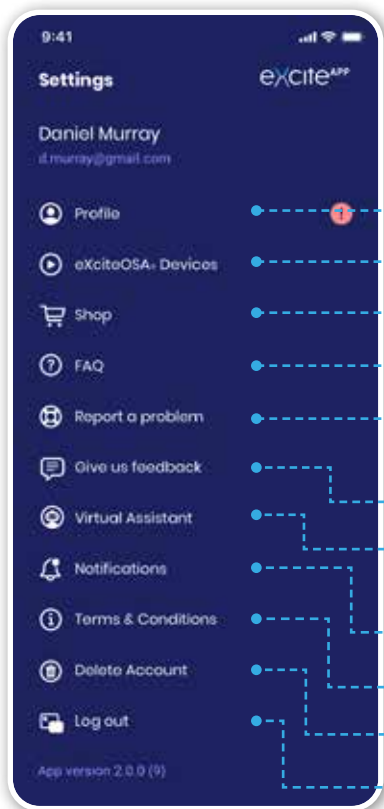 9:41
Settings
eXciteAPP
Daniel Murray
d.murray@gmail.com
Profile
1
eXciteOSA® Devices
Shop
FAQ
Report a problem
Give us feedback
Virtual Assistant
Notifications
Terms & Conditions
Delete Account
Log out
App version 2.0.0 (9)